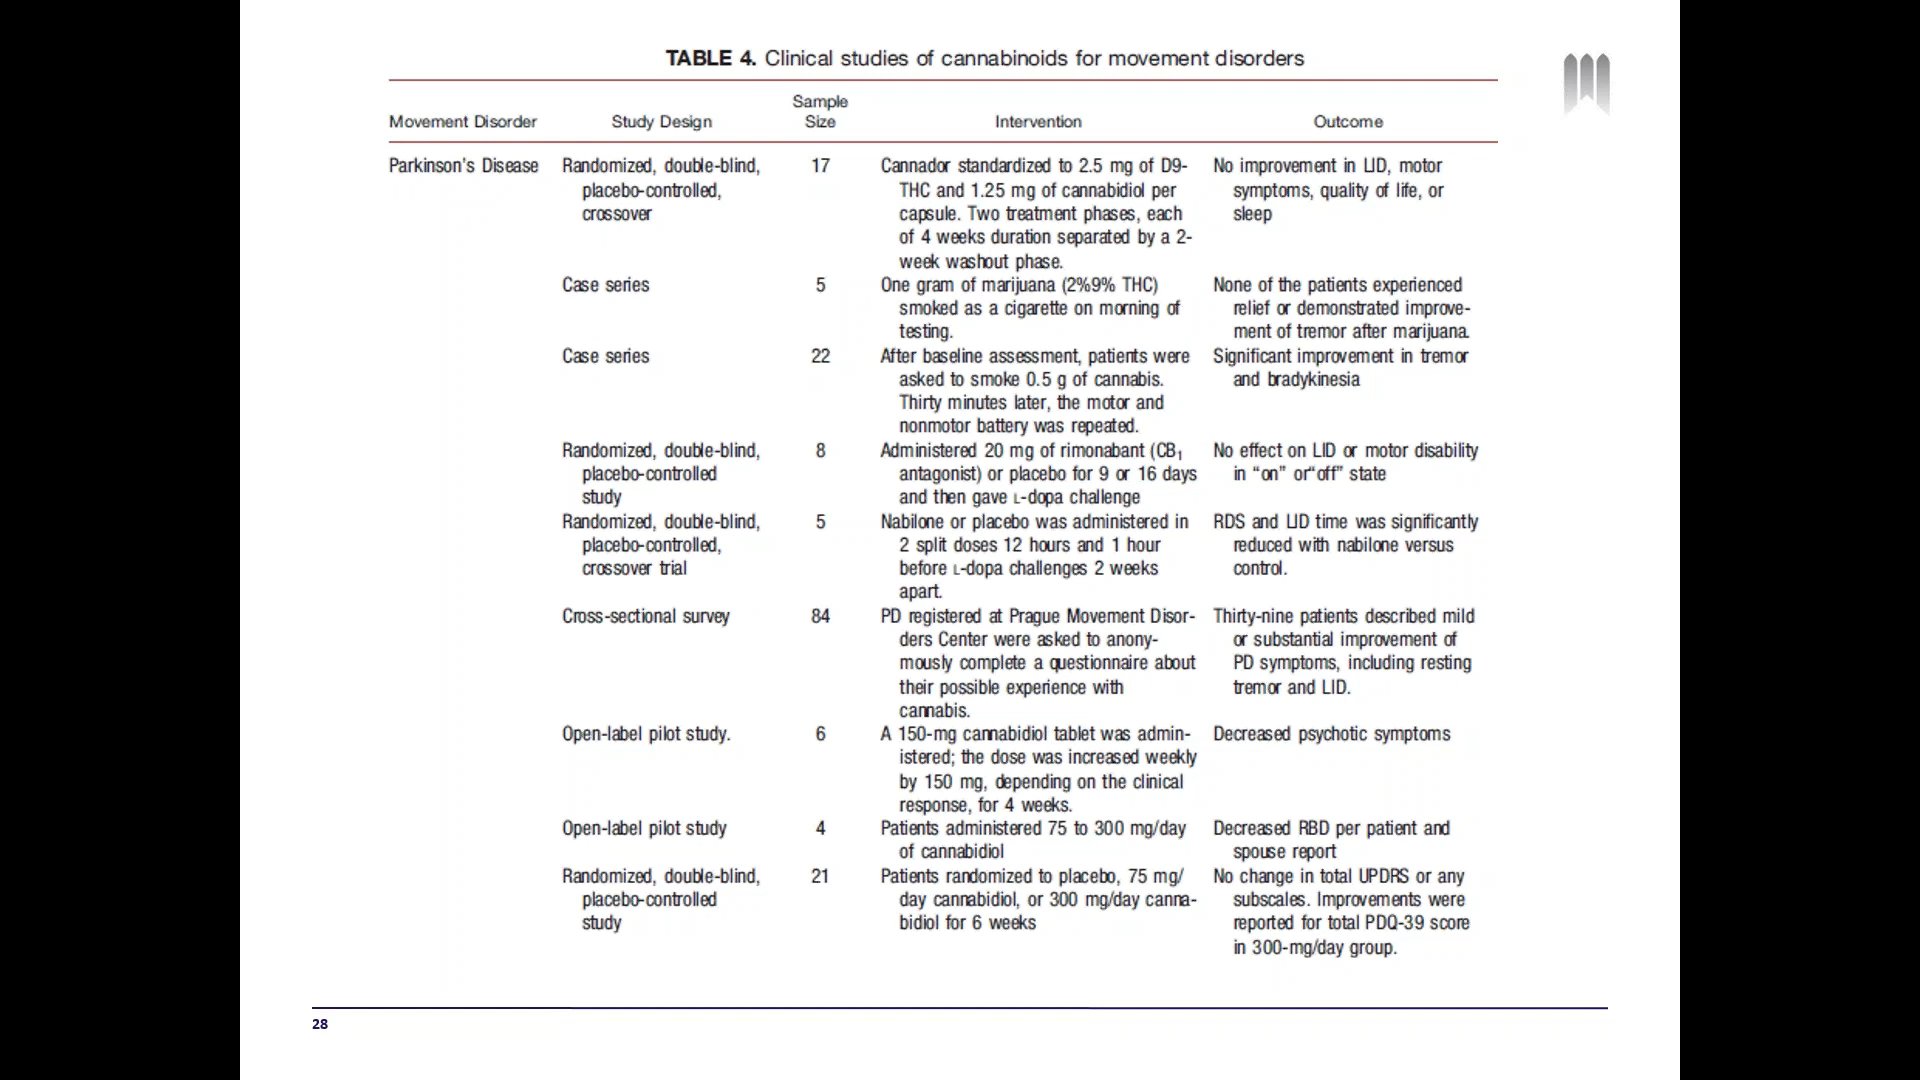 TABLE 4. Clinical studies of cannabinoids for movement disorders
Movement Disorder Study Design Sample Size Intervention Outcome
Parkinson's Disease Randomized, double-blind, 17 Cannador standardized to 2.5 mg of D9- No improvement in LID, motor
placebo-controlled, THC and 1.25 mg of cannabidiol per symptoms, quality of life, or
crossover capsule. Two treatment phases, each sleep
of 4 weeks duration separated by a 2-
week washout phase.
Case series 5 One gram of marijuana (2%9% THC) None of the patients experienced
smoked as a cigarette on morning of relief or demonstrated improve-
testing. ment of tremor after marijuana.
Case series 22 After baseline assessment, patients were Significant improvement in tremor
asked to smoke 0.5 g of cannabis. and bradykinesia
Thirty minutes later, the motor and
nonmotor battery was repeated.
Randomized, double-blind, 8 Administered 20 mg of rimonabant (CB₁ No effect on LID or motor disability
placebo-controlled antagonist) or placebo for 9 or 16 days in “on” or“off” state
study and then gave L-dopa challenge
Randomized, double-blind, 5 Nabilone or placebo was administered in RDS and LID time was significantly
placebo-controlled, 2 split doses 12 hours and 1 hour reduced with nabilone versus
crossover trial before L-dopa challenges 2 weeks control.
apart.
Cross-sectional survey 84 PD registered at Prague Movement Disor- Thirty-nine patients described mild
ders Center were asked to anony- or substantial improvement of
mously complete a questionnaire about PD symptoms, including resting
their possible experience with tremor and LID.
cannabis.
Open-label pilot study. 6 A 150-mg cannabidiol tablet was admin- Decreased psychotic symptoms
istered; the dose was increased weekly
by 150 mg, depending on the clinical
response, for 4 weeks.
Open-label pilot study 4 Patients administered 75 to 300 mg/day Decreased RBD per patient and
of cannabidiol spouse report
Randomized, double-blind, 21 Patients randomized to placebo, 75 mg/ No change in total UPDRS or any
placebo-controlled day cannabidiol, or 300 mg/day canna- subscales. Improvements were
study bidiol for 6 weeks reported for total PDQ-39 score
in 300-mg/day group.
28